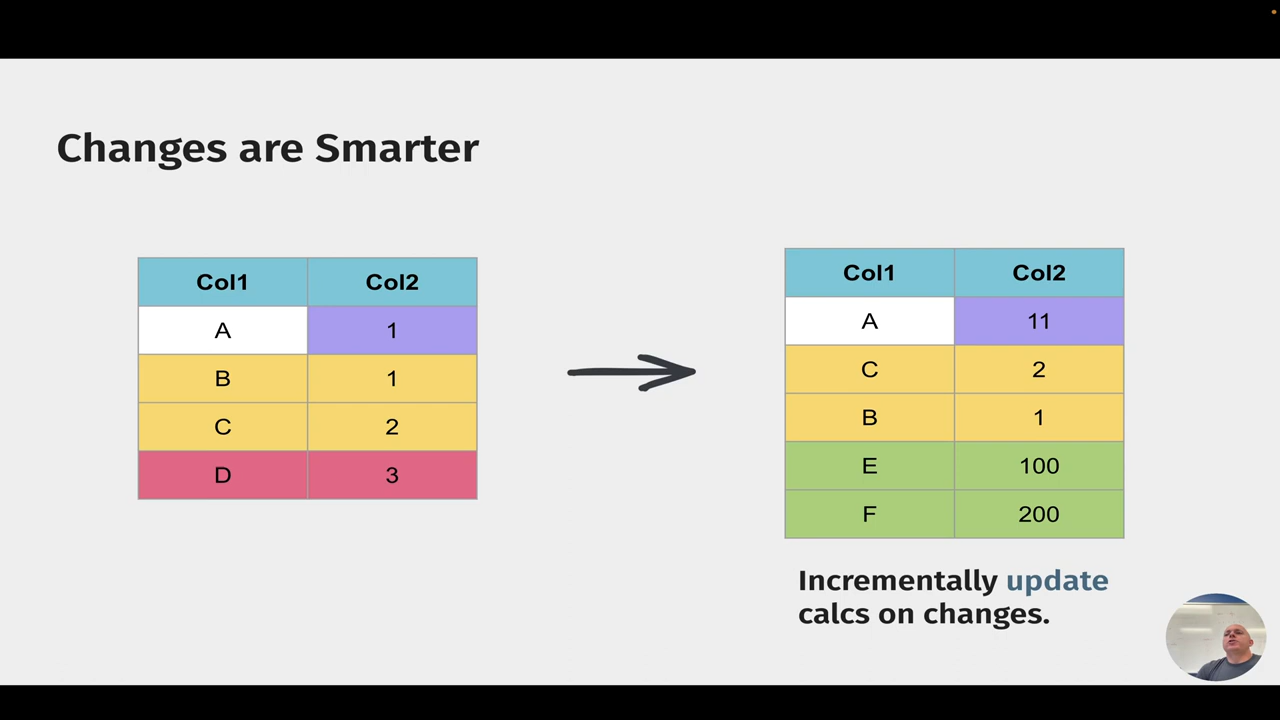 Changes are Smarter
Col1 Col2
A 1
B 1
C 2
D 3
Col1 Col2
A 11
C 2
B 1
E 100
F 200
Incrementally update
calcs on changes.